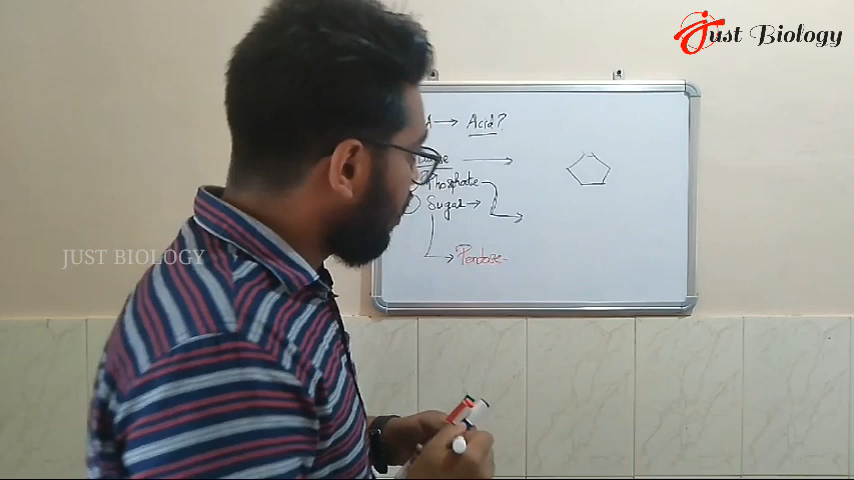 Just Biology
→ Acid?
→
Phosphate
Sugar →
JUST BIOLOGY
Pentose